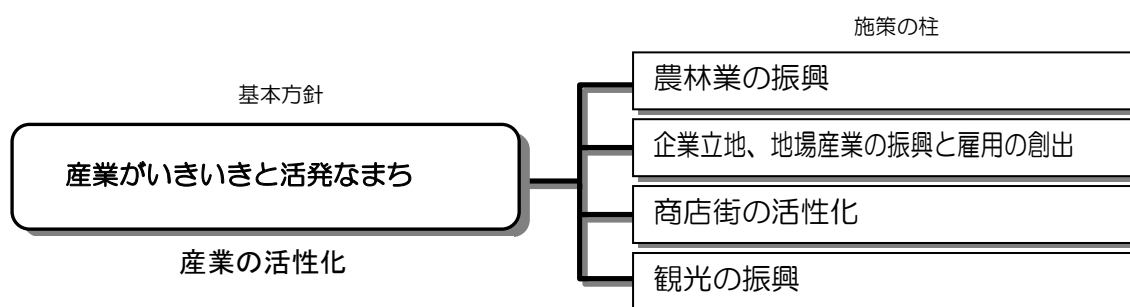 施策の柱
基本方針
産業がいきいきと活発なまち
産業の活性化
農林業の振興
企業立地、地場産業の振興と雇用の創出
商店街の活性化
観光の振興